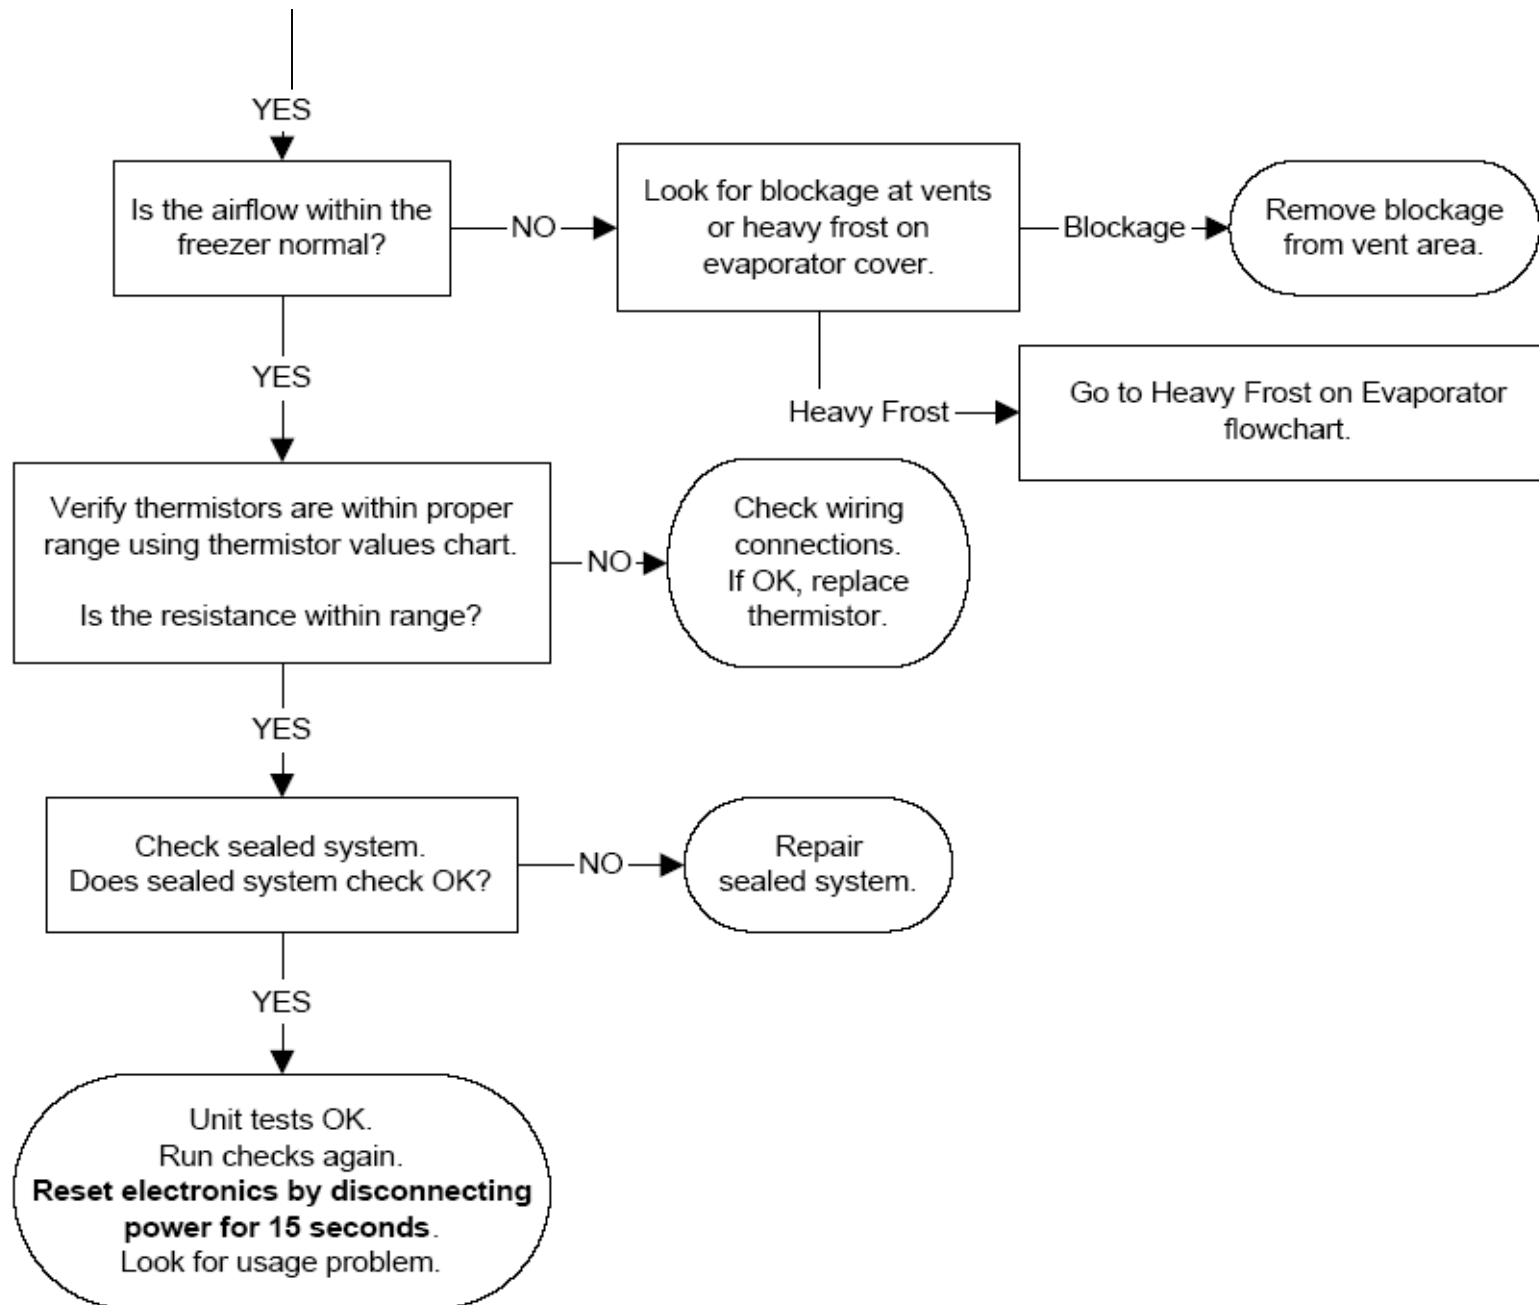 YES
Is the airflow within the
freezer normal?
NO
Look for blockage at vents
or heavy frost on
evaporator cover.
Blockage
Remove blockage
from vent area.
YES
Heavy Frost
Go to Heavy Frost on Evaporator
flowchart.
Verify thermistors are within proper
range using thermistor values chart.
Is the resistance within range?
NO
Check wiring
connections.
If OK, replace
thermistor.
YES
Check sealed system.
Does sealed system check OK?
NO
Repair
sealed system.
YES
Unit tests OK.
Run checks again.
Reset electronics by disconnecting
power for 15 seconds.
Look for usage problem.